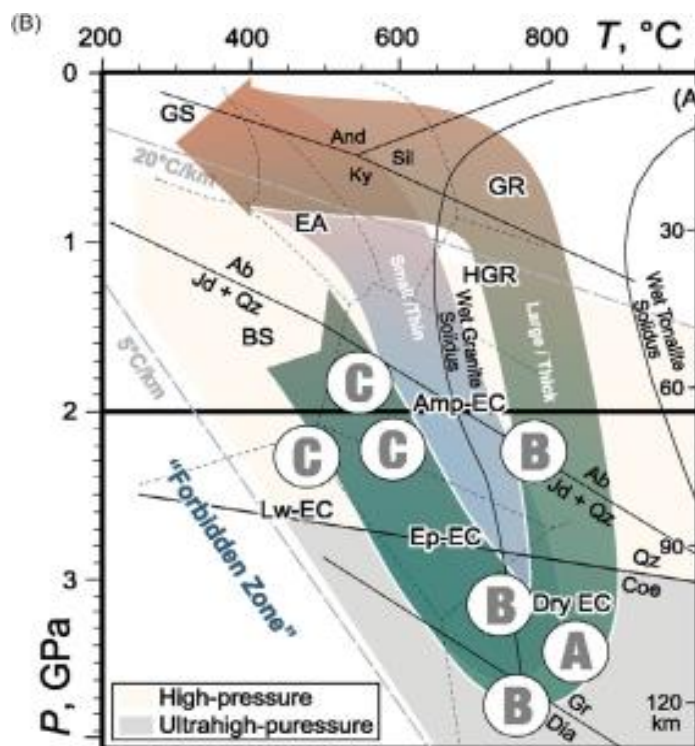 (B)
200 400 600 800 T, °C
0
GS
(A
And
Sil
Ky
20°C/km
GR
EA
30
1
HGR
Ab
Jd + Qz
Small /Thin
Wet Granite
Solidus
Large / Thick
Wet Tonalite
Solidus
BS
5°C/km
C
60
Amp-EC
2
C
C
B
Ab
Jd + Qz
"Forbidden Zone"
Lw-EC
Ep-EC
90
Qz
Coe
3
B
Dry EC
A
P, GPa
B
Gr
Dia
120
km
High-pressure
Ultrahigh-puressure